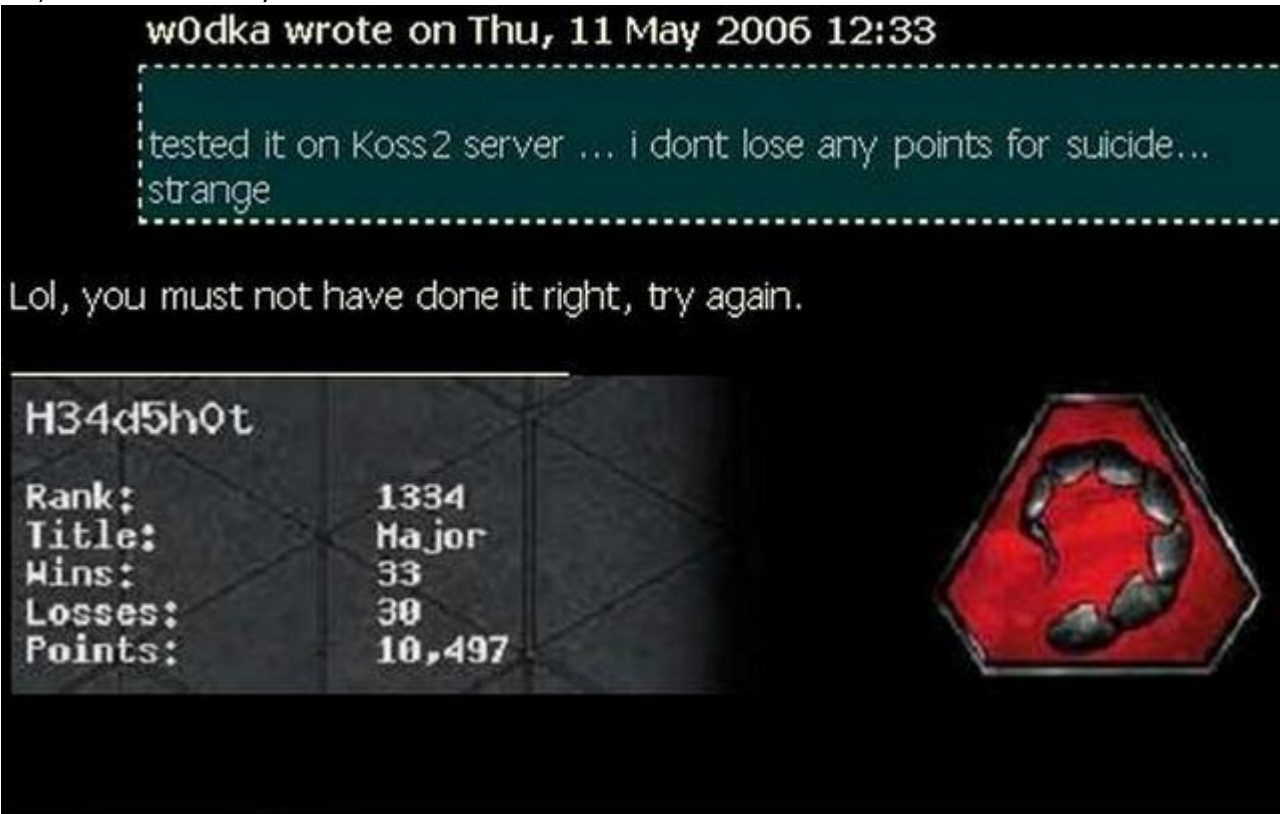 w0dka wrote on Thu, 11 May 2006 12:33
tested it on Koss2 server ... i dont lose any points for suicide...
strange
Lol, you must not have done it right, try again.
H34d5h0t
Rank: 1334
Title: Major
Wins: 33
Losses: 30
Points: 10,497